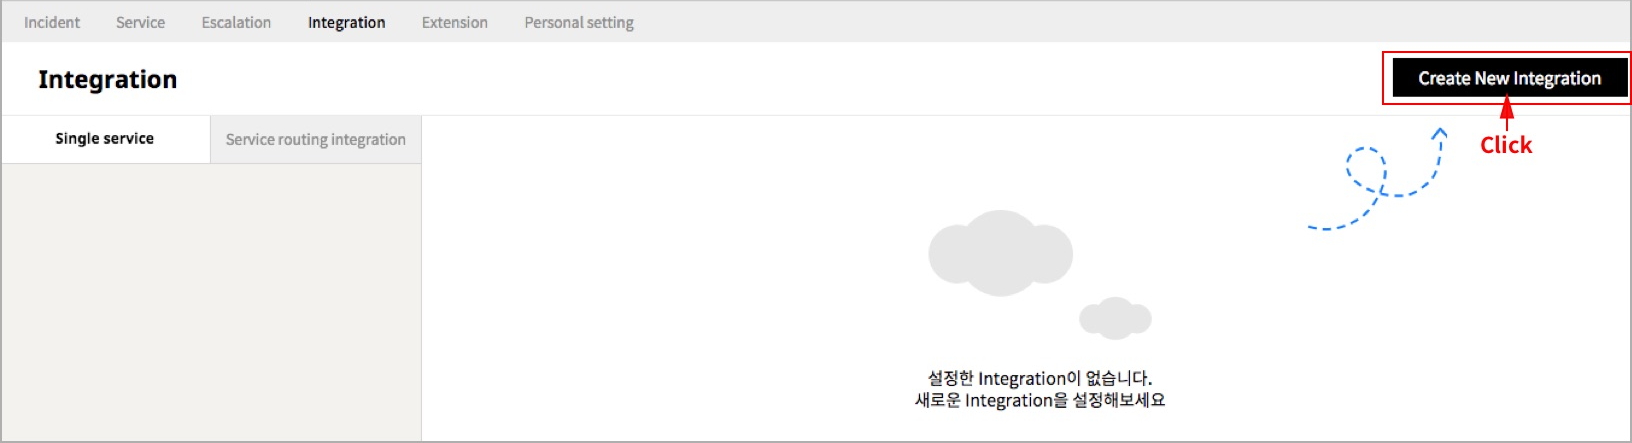 Incident Service Escalation Integration Extension Personal setting
Integration
Create New Integration
Click
Single service Service routing integration
설정한 Integration이 없습니다.
새로운 Integration을 설정해보세요